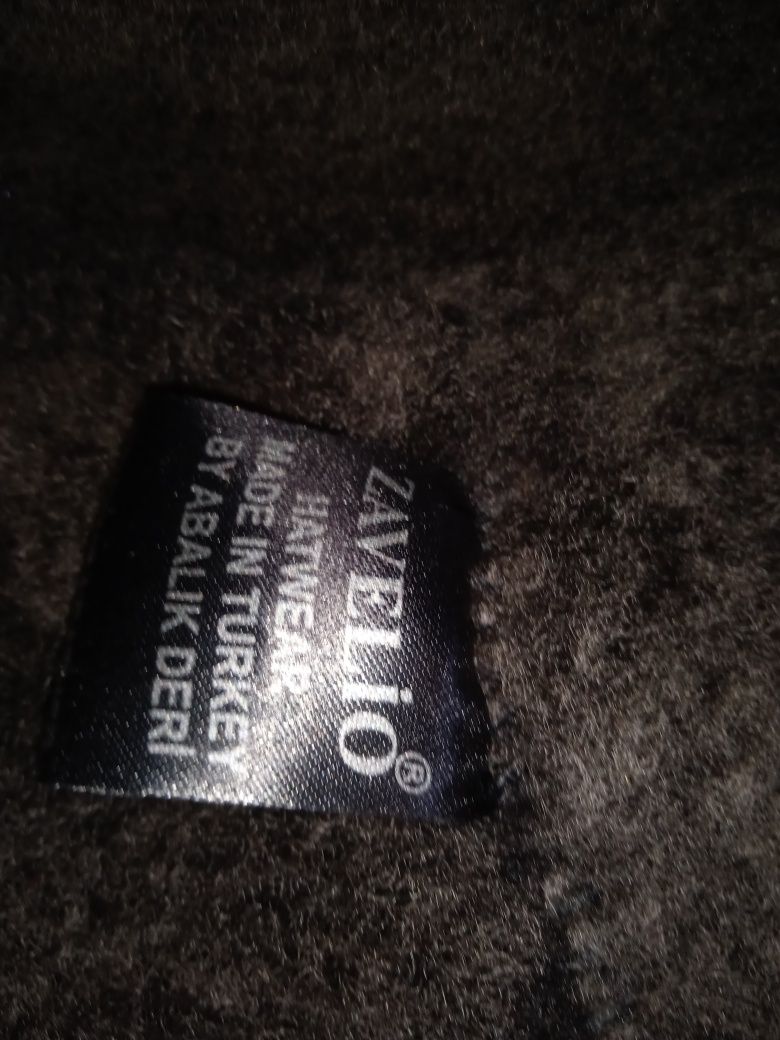 ZAVELiO®
HATWEAR
MADE IN TURKEY
BY ABALIK DERİ